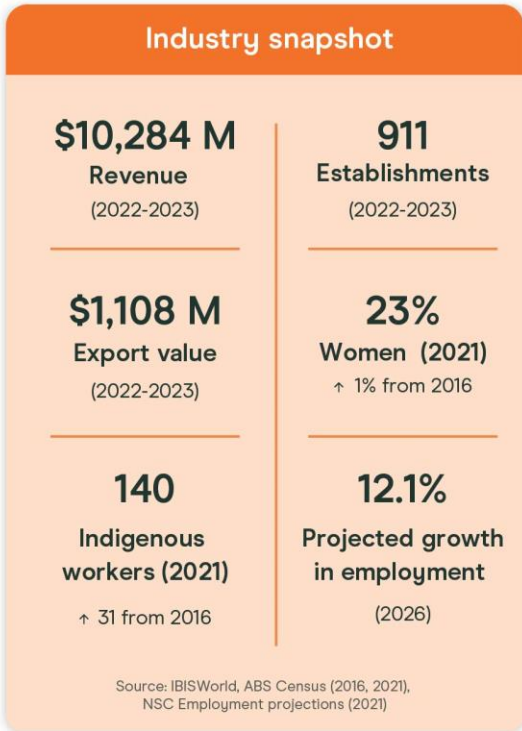 Industry snapshot
$10,284 M
Revenue
(2022-2023)
911
Establishments
(2022-2023)
$1,108 M
Export value
(2022-2023)
23%
Women (2021)
↑ 1% from 2016
140
Indigenous
workers (2021)
↑ 31 from 2016
12.1%
Projected growth
in employment
(2026)
Source: IBISWorld, ABS Census (2016, 2021),
NSC Employment projections (2021)